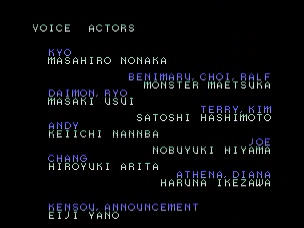 VOICE ACTORS
KYO
MASAHIRO NONAKA
BENIMARU, CHOI, RALF
MONSTER MAETSUKA
DAIMON, RYO
MASAKI USUI
TERRY, KIM
SATOSHI HASHIMOTO
ANDY
KEIICHI NANNBA
JOE
NOBUYUKI HIYAMA
CHANG
HIROYUKI ARITA
ATHENA, DIANA
HARUNA IKEZAWA
KENSOU, ANNOUNCEMENT
EIJI YANO